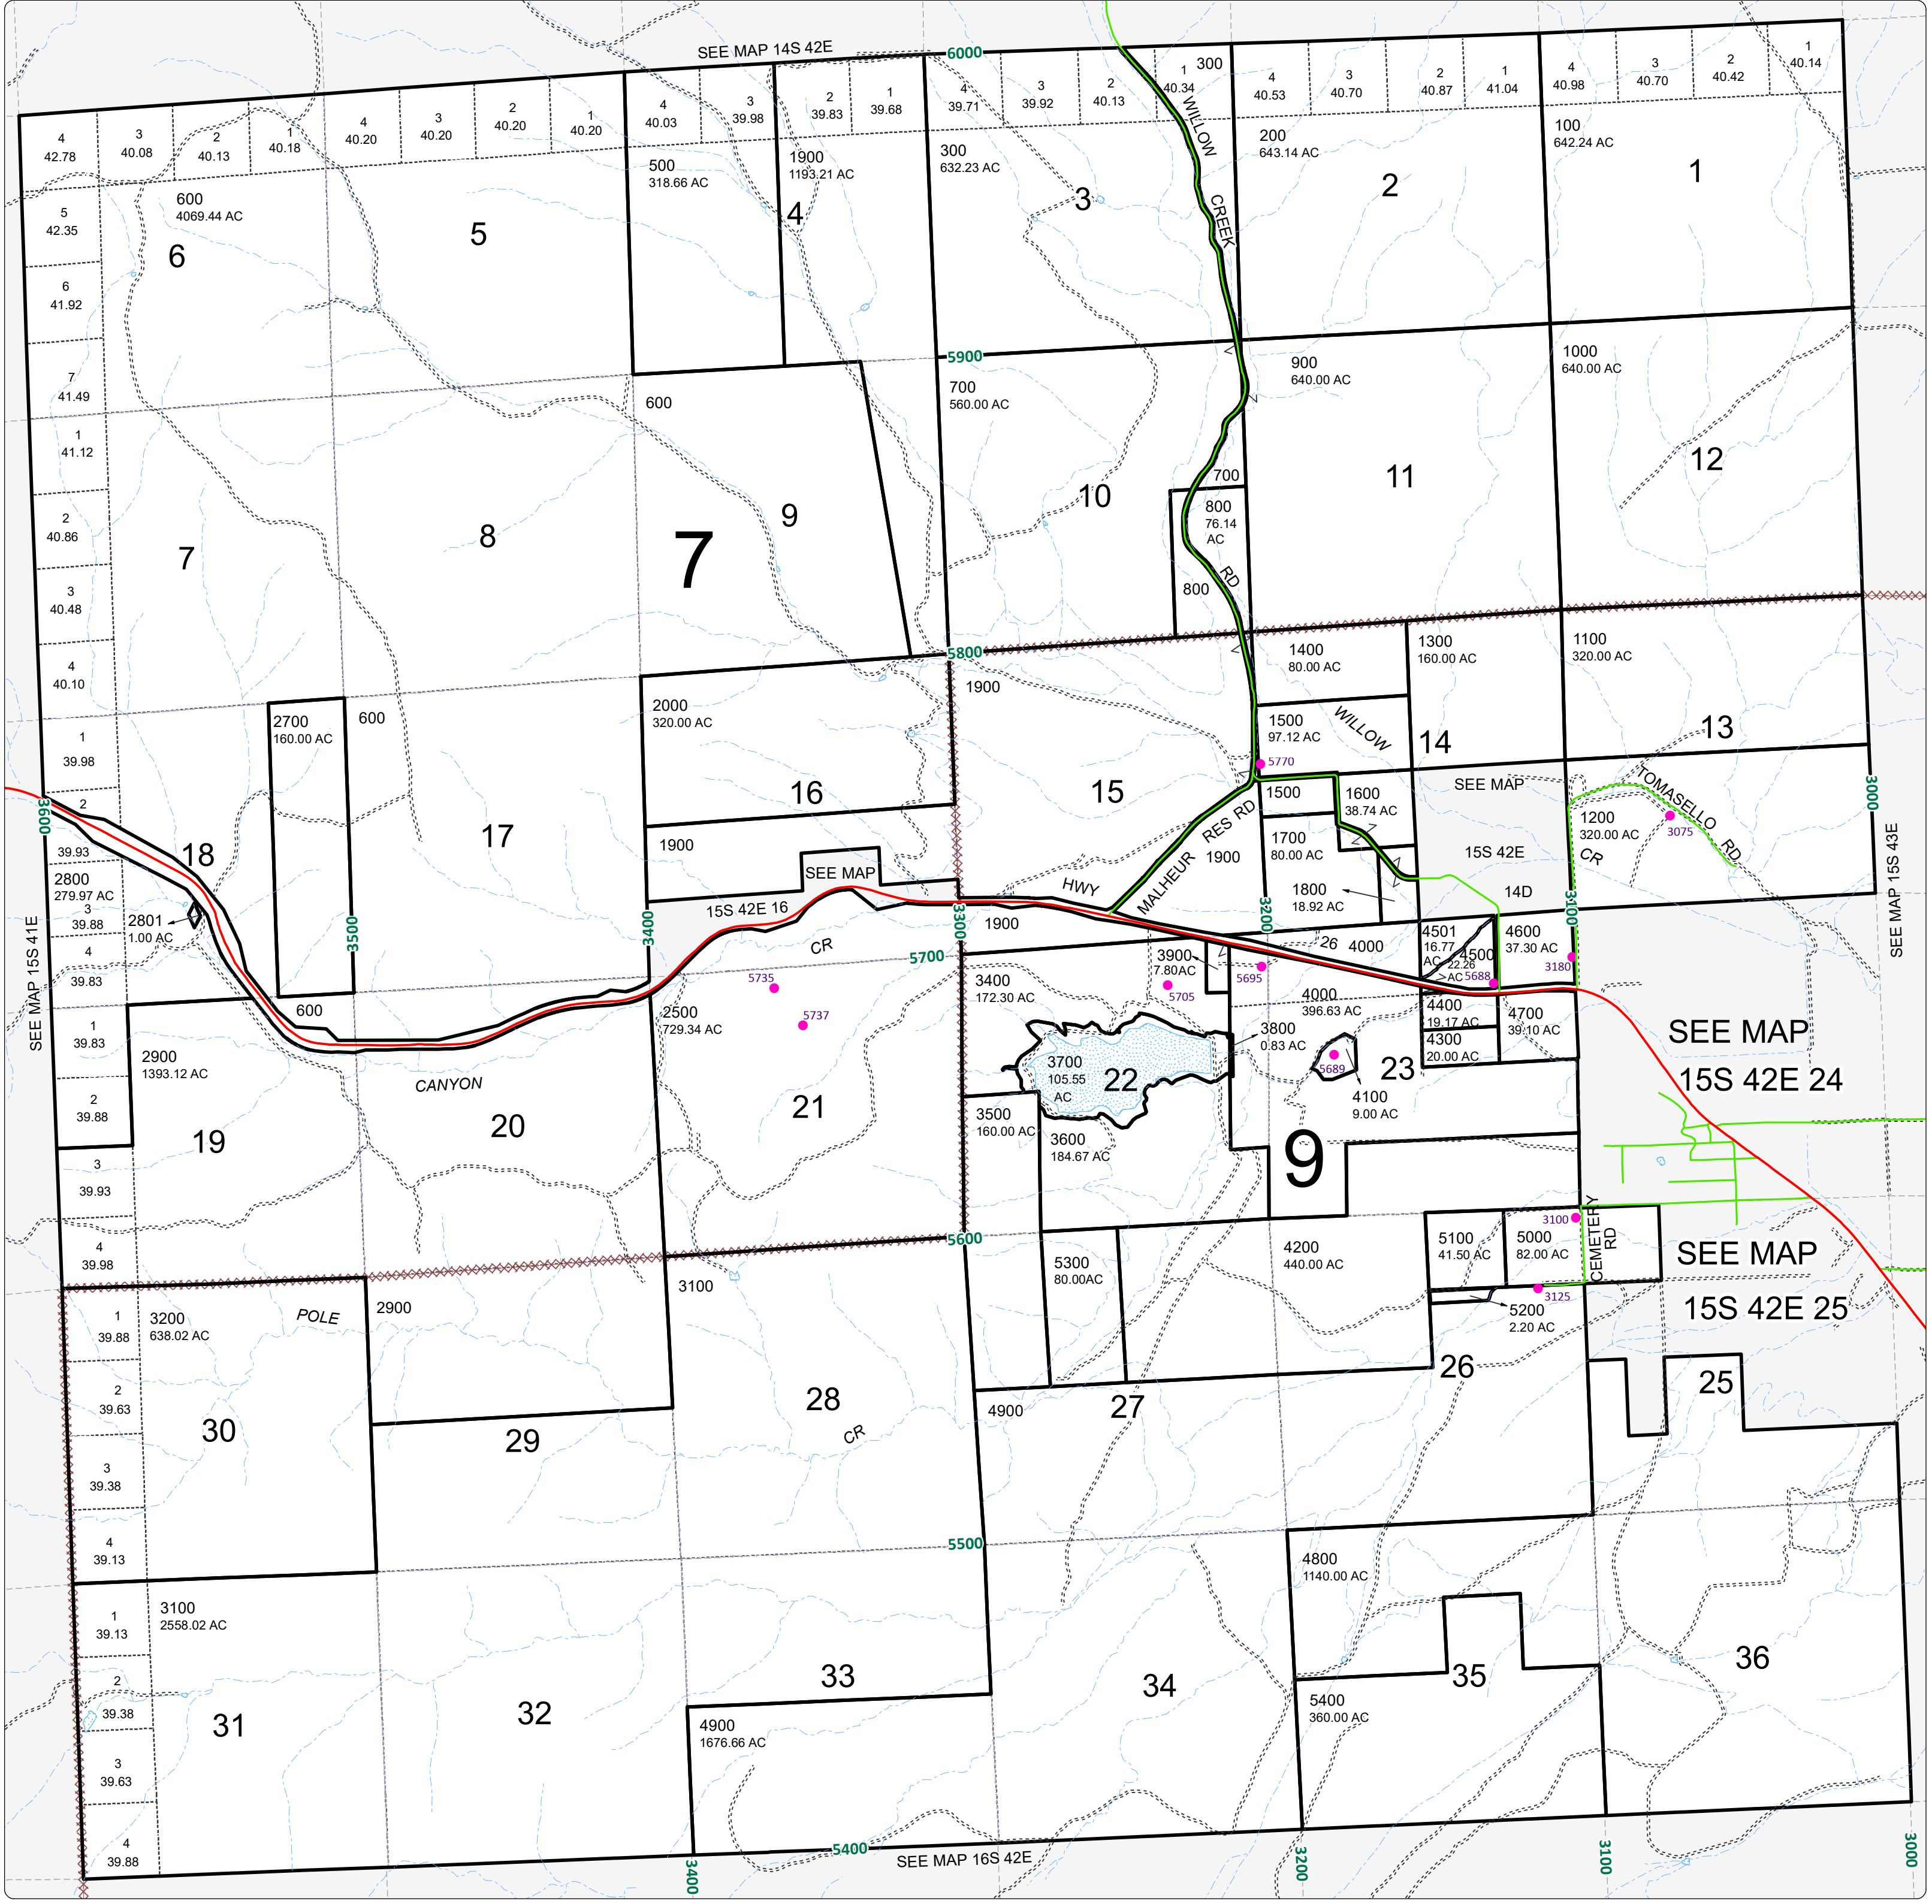 SEE MAP 14S 42E
6000
4
42.78
3
40.08
2
40.13
1
40.18
4
40.20
3
40.20
2
40.20
1
40.20
4
40.03
3
39.98
2
39.83
1
39.68
4
39.71
3
39.92
2
40.13
1
40.34
300
4
40.53
3
40.70
2
40.87
1
41.04
4
40.98
3
40.70
2
40.42
1
40.14
600
4069.44 AC
500
318.66 AC
1900
1193.21 AC
300
632.23 AC
200
643.14 AC
100
642.24 AC
WILLOW
CREEK
6
5
4
3
2
1
5
42.35
6
41.92
7
41.49
5900
600
700
560.00 AC
900
640.00 AC
1000
640.00 AC
1
41.12
2
40.86
3
40.48
4
40.10
7
8
7
9
10
700
800
76.14
AC
800
RD
11
12
5800
1900
1400
80.00 AC
1300
160.00 AC
1100
320.00 AC
2700
160.00 AC
600
2000
320.00 AC
1500
97.12 AC
WILLOW
14
13
5770
1
39.98
2
39.93
3600
18
17
16
15
1900
1500
1600
38.74 AC
SEE MAP
15S 42E
14D
TOMASELLO
RD
1200
320.00 AC
3075
CR
3000
SEE MAP 15S 43E
2800
279.97 AC
3
39.88
2801
1.00 AC
4
39.83
SEE MAP 15S 41E
3500
3400
SEE MAP
15S 42E 16
CR
3300
HWY
MALHEUR
RES RD
1900
1700
80.00 AC
1800
18.92 AC
3200
3100
1900
26
4000
4501
16.77
AC
4500
22.26
AC
4600
37.30 AC
5688
3180
5700
3400
172.30 AC
3900
7.80AC
5705
5695
600
5735
5737
2500
729.34 AC
4000
396.63 AC
4400
19.17 AC
4300
20.00 AC
4700
39.10 AC
1
39.83
2900
1393.12 AC
CANYON
3700
105.55
AC
22
3800
0.83 AC
5689
23
4100
9.00 AC
SEE MAP
15S 42E 24
2
39.88
19
20
21
3500
160.00 AC
3600
184.67 AC
9
3
39.93
4
39.98
5600
3100
5300
80.00AC
4200
440.00 AC
5100
41.50 AC
5000
82.00 AC
3100
CEMETERY
RD
3125
5200
2.20 AC
SEE MAP
15S 42E 25
1
39.88
3200
638.02 AC
POLE
2900
2
39.63
30
29
28
CR
4900
27
26
25
3
39.38
4
39.13
5500
4800
1140.00 AC
1
39.13
3100
2558.02 AC
2
39.38
31
32
33
34
35
36
3
39.63
4900
1676.66 AC
5400
360.00 AC
4
39.88
3400
5400
SEE MAP 16S 42E
3200
3100
3000